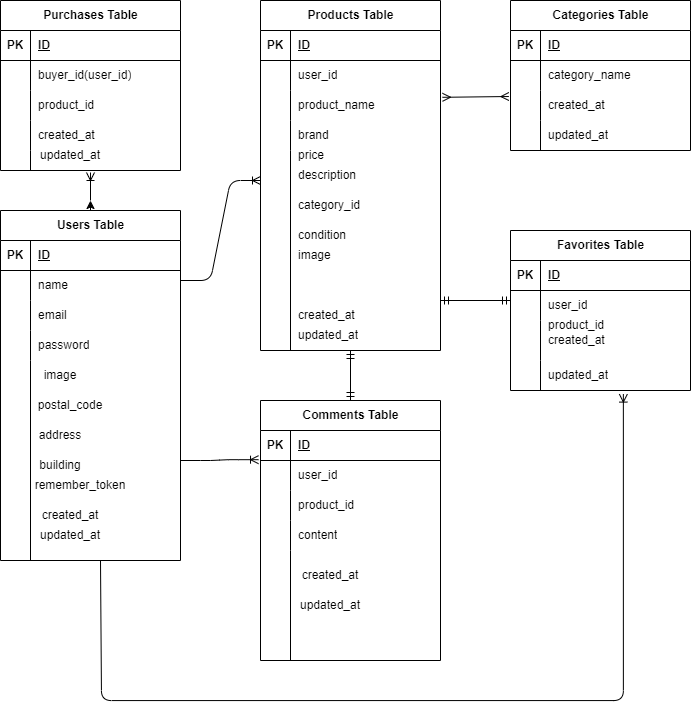 Purchases Table
PK ID
buyer_id(user_id)
product_id
created_at
updated_at
Products Table
PK ID
user_id
product_name
brand
price
description
category_id
condition
image
created_at
updated_at
Categories Table
PK ID
category_name
created_at
updated_at
Users Table
PK ID
name
email
password
image
postal_code
address
building
remember_token
created_at
updated_at
Favorites Table
PK ID
user_id
product_id
created_at
updated_at
Comments Table
PK ID
user_id
product_id
content
created_at
updated_at